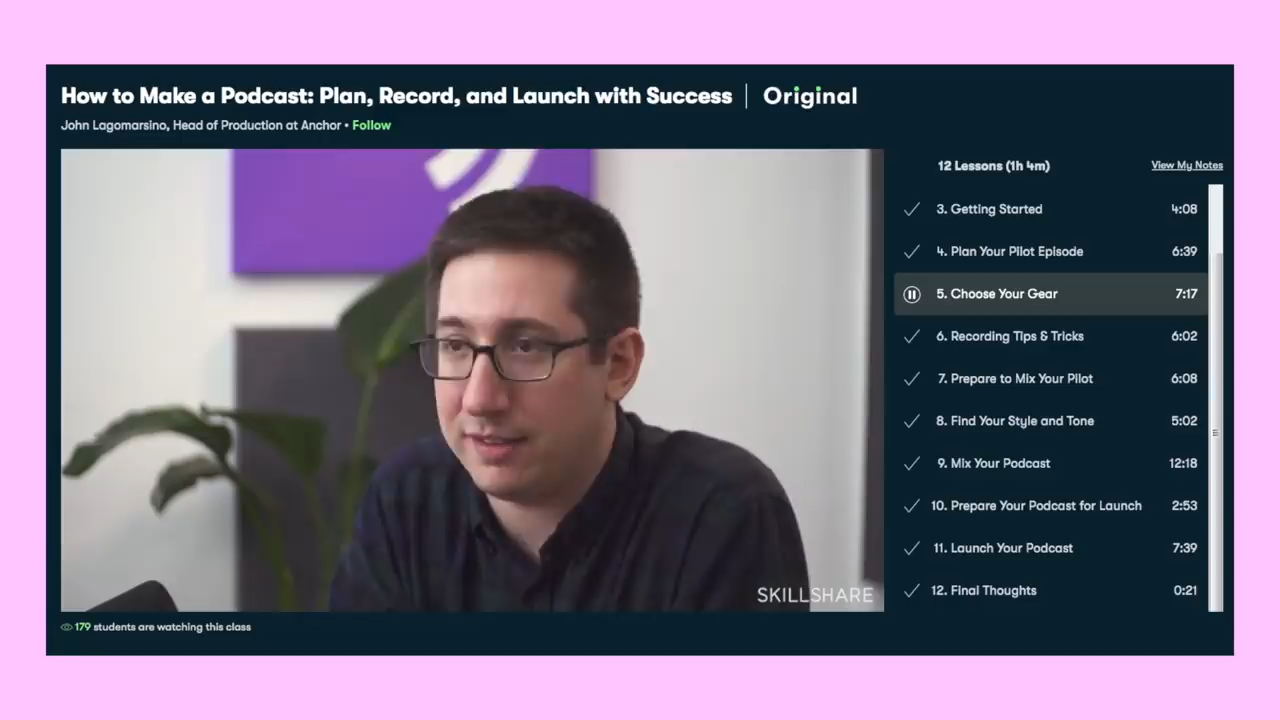 How to Make a Podcast: Plan, Record, and Launch with Success | Original
John Lagomarsino, Head of Production at Anchor • Follow
12 Lessons (1h 4m) View My Notes
3. Getting Started 4:08
4. Plan Your Pilot Episode 6:39
5. Choose Your Gear 7:17
6. Recording Tips & Tricks 6:02
7. Prepare to Mix Your Pilot 6:08
8. Find Your Style and Tone 5:02
9. Mix Your Podcast 12:18
10. Prepare Your Podcast for Launch 2:53
11. Launch Your Podcast 7:39
12. Final Thoughts 0:21
SKILLSHARE
179 students are watching this class